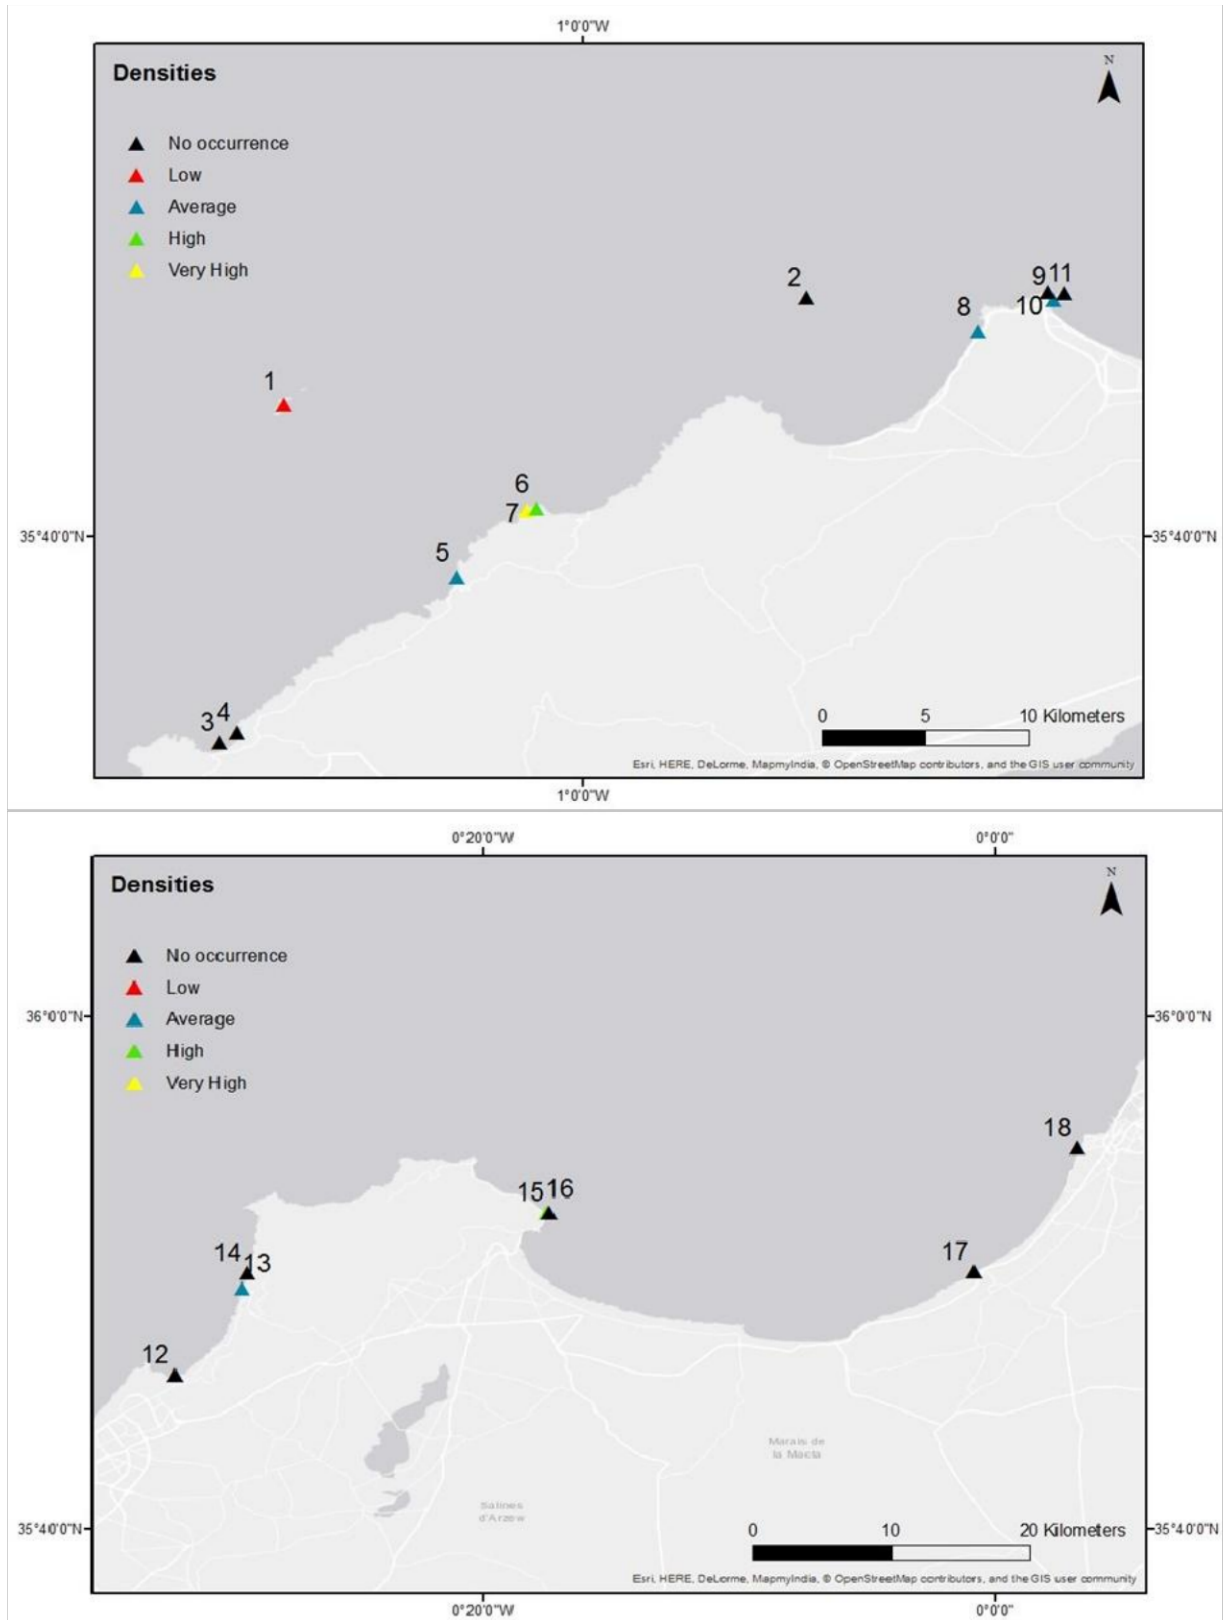 1°0'0"W
Densities
N
No occurrence
Low
Average
High
Very High
2
9 11
10
8
1
6
7
35°40'0"N
35°40'0"N
5
3 4
0 5 10 Kilometers
Esri, HERE, DeLorme, MapmyIndia, © OpenStreetMap contributors, and the GIS user community
1°0'0"W
0°20'0"W 0°0'0"
Densities
N
No occurrence
Low
Average
High
Very High
36°0'0"N
36°0'0"N
18
15 16
14
13
17
12
Marais de
la Macta
Salines
d'Arzew
35°40'0"N
35°40'0"N
0 10 20 Kilometers
Esri, HERE, DeLorme, MapmyIndia, © OpenStreetMap contributors, and the GIS user community
0°20'0"W 0°0'0"